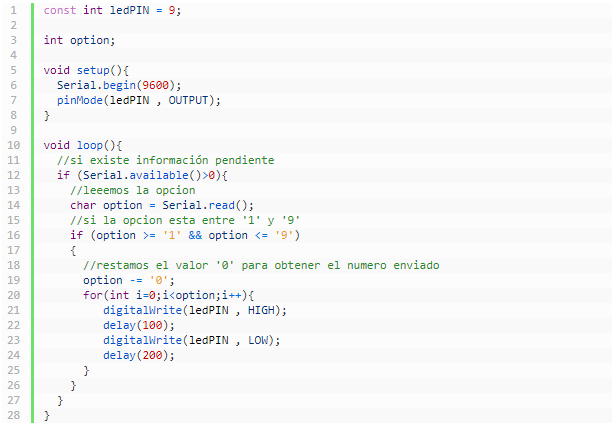 1 const int ledPIN = 9;
2
3 int option;
4
5 void setup(){
6   Serial.begin(9600);
7   pinMode(ledPIN , OUTPUT);
8 }
9
10 void loop(){
11   //si existe información pendiente
12   if (Serial.available()>0){
13     //leeemos la opcion
14     char option = Serial.read();
15     //si la opcion esta entre '1' y '9'
16     if (option >= '1' && option <= '9')
17     {
18       //restamos el valor '0' para obtener el numero enviado
19       option -= '0';
20       for(int i=0;i<option;i++){
21          digitalWrite(ledPIN , HIGH);
22          delay(100);
23          digitalWrite(ledPIN , LOW);
24          delay(200);
25       }
26     }
27   }
28 }